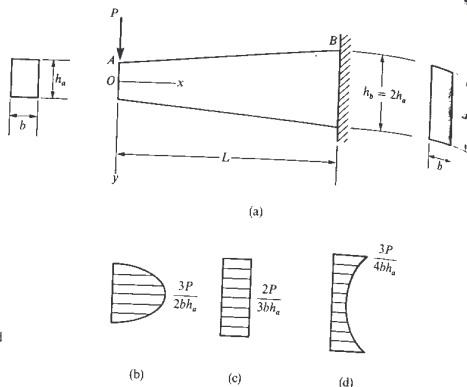 P
A
B
h_a
O
x
h_b = 2h_a
b
b
L
y
(a)
3P
2bh_a
2P
3bh_a
3P
4bh_a
d
(b)
(c)
(d)